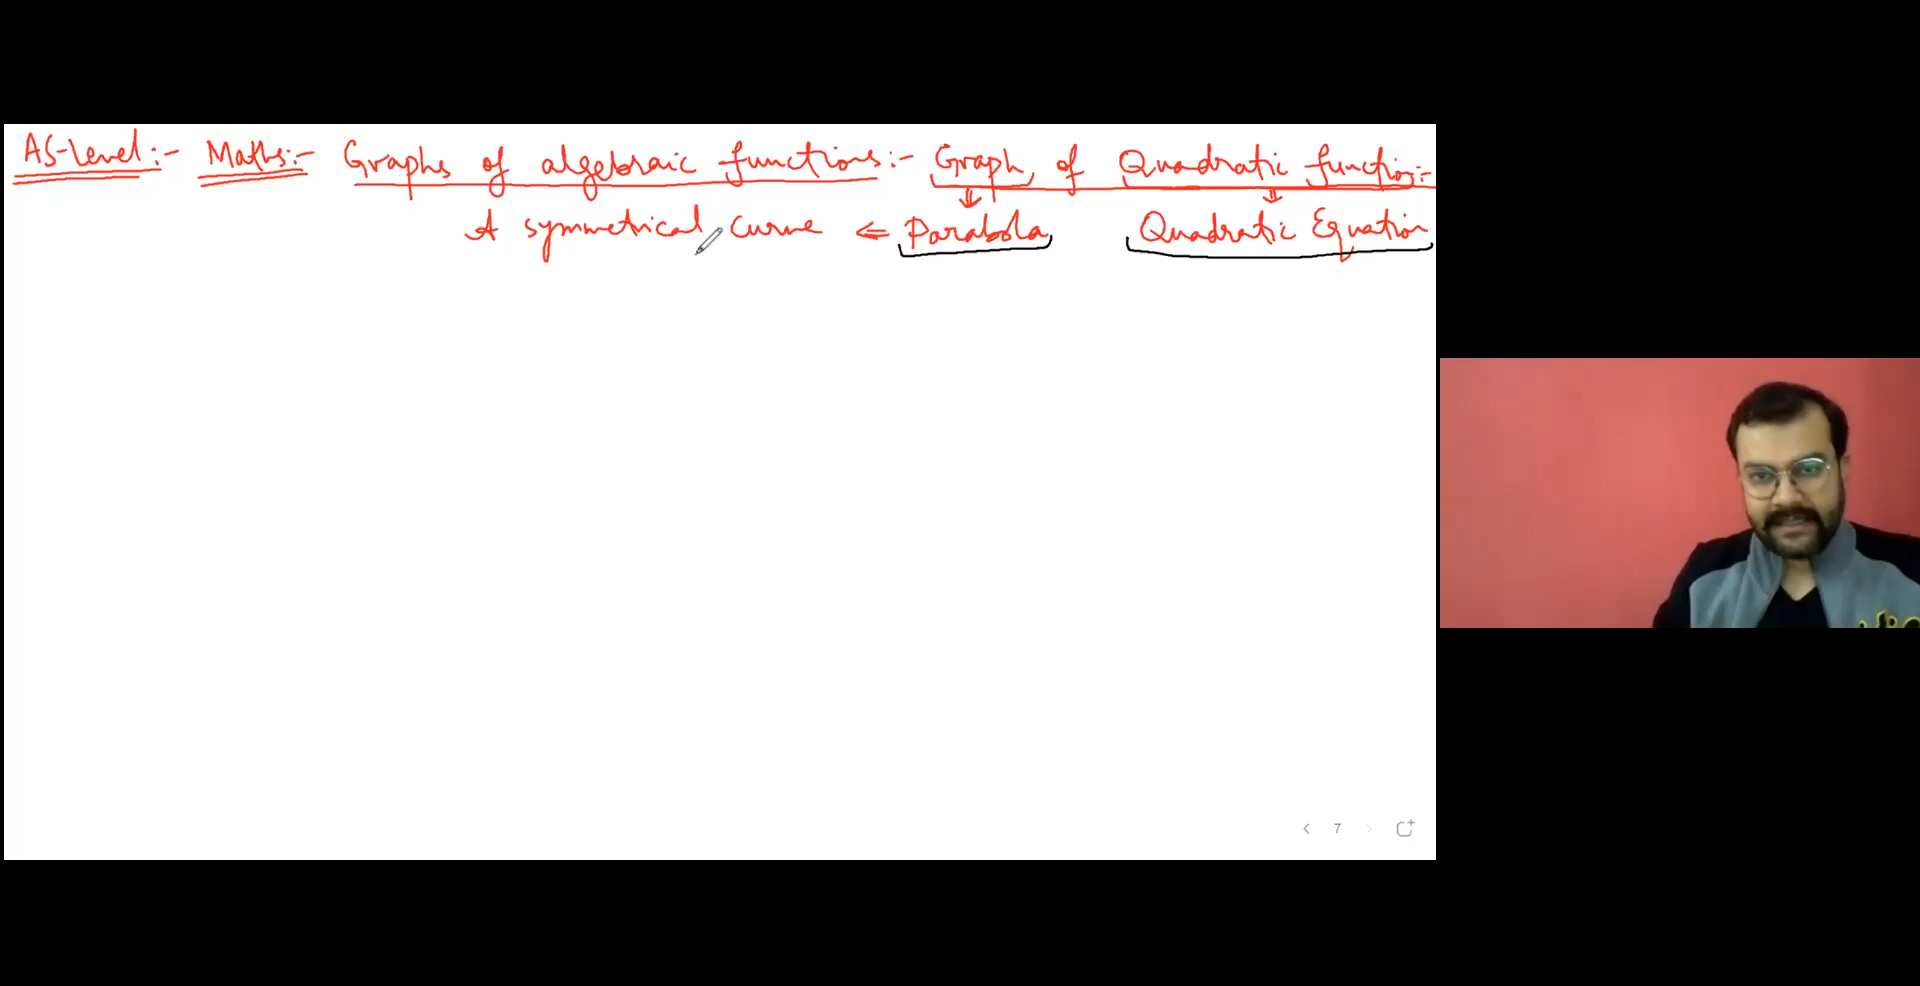 AS-Level:- Maths:- Graphs of algebraic functions:- Graph of Quadratic function:-
A symmetrical curve ⇐ Parabola Quadratic Equation
7